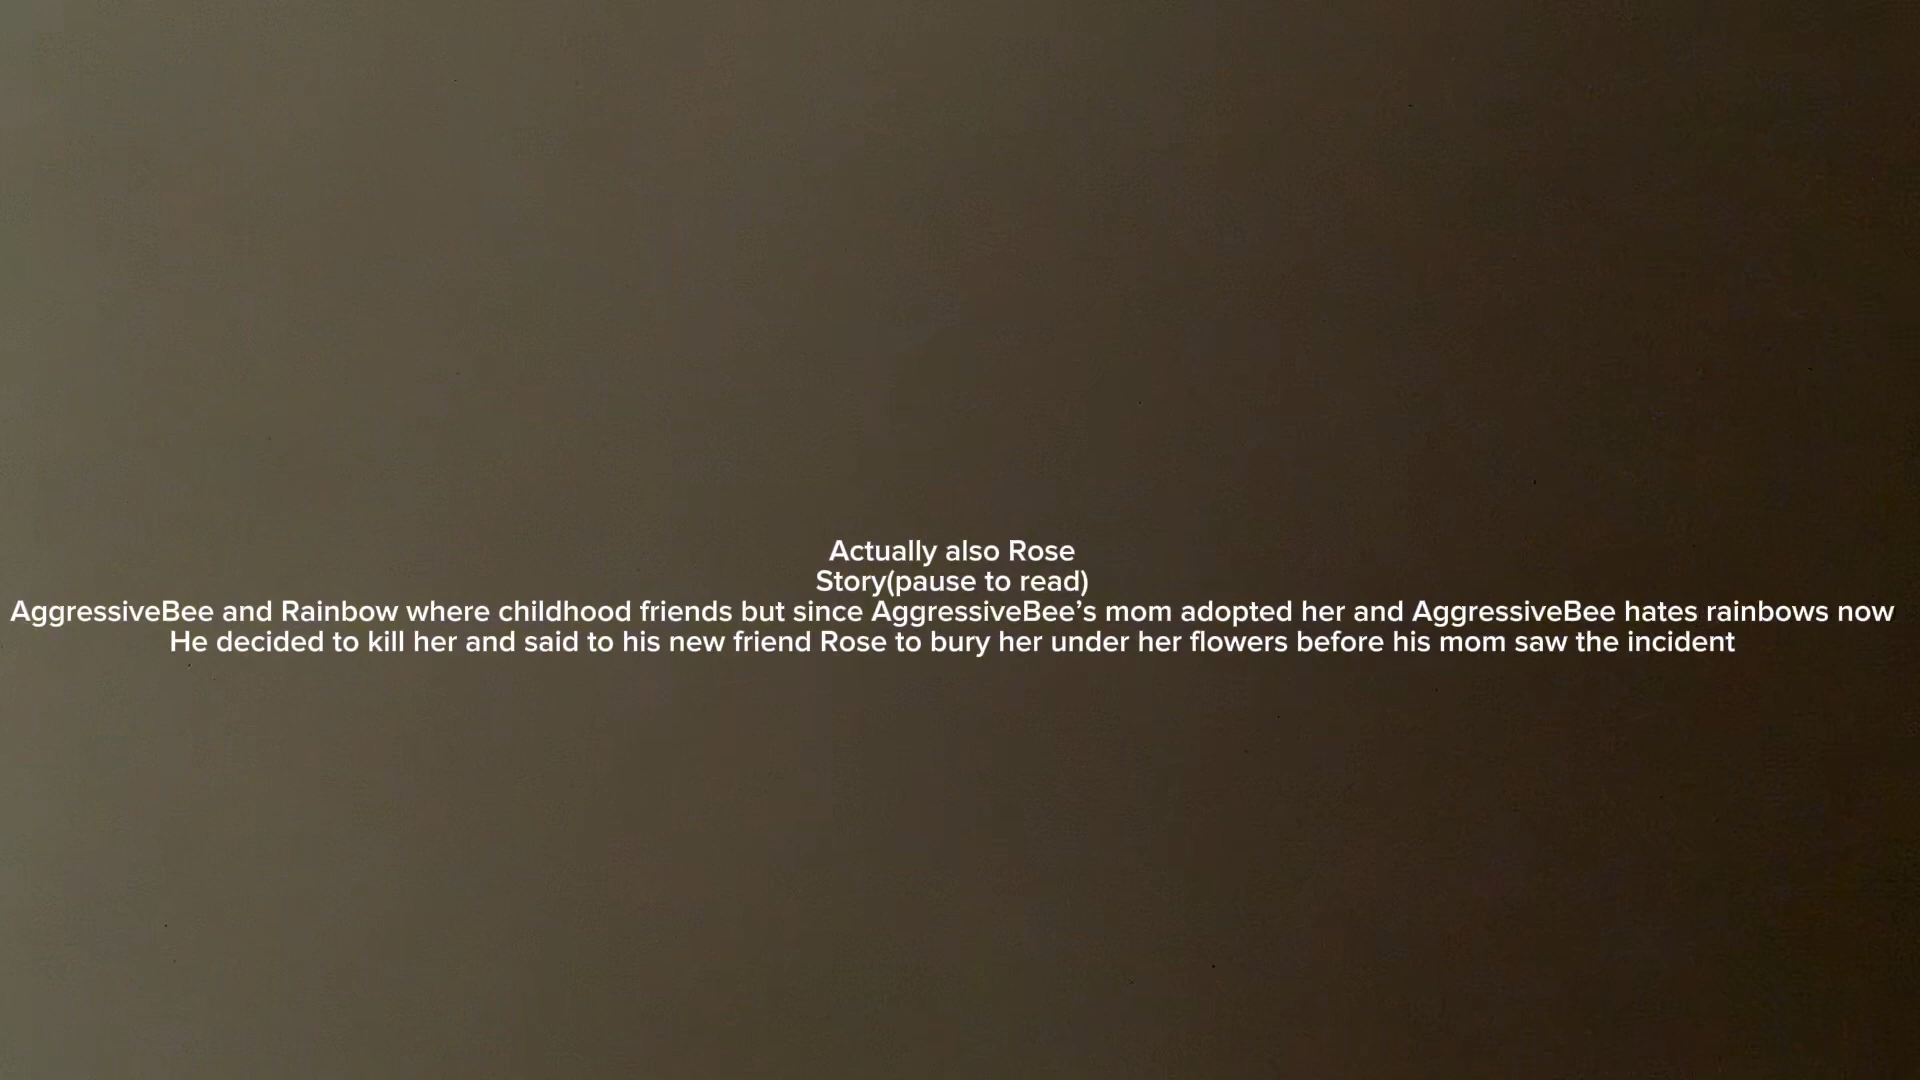 Actually also Rose
Story(pause to read)
AggressiveBee and Rainbow where childhood friends but since AggressiveBee’s mom adopted her and AggressiveBee hates rainbows now
He decided to kill her and said to his new friend Rose to bury her under her flowers before his mom saw the incident